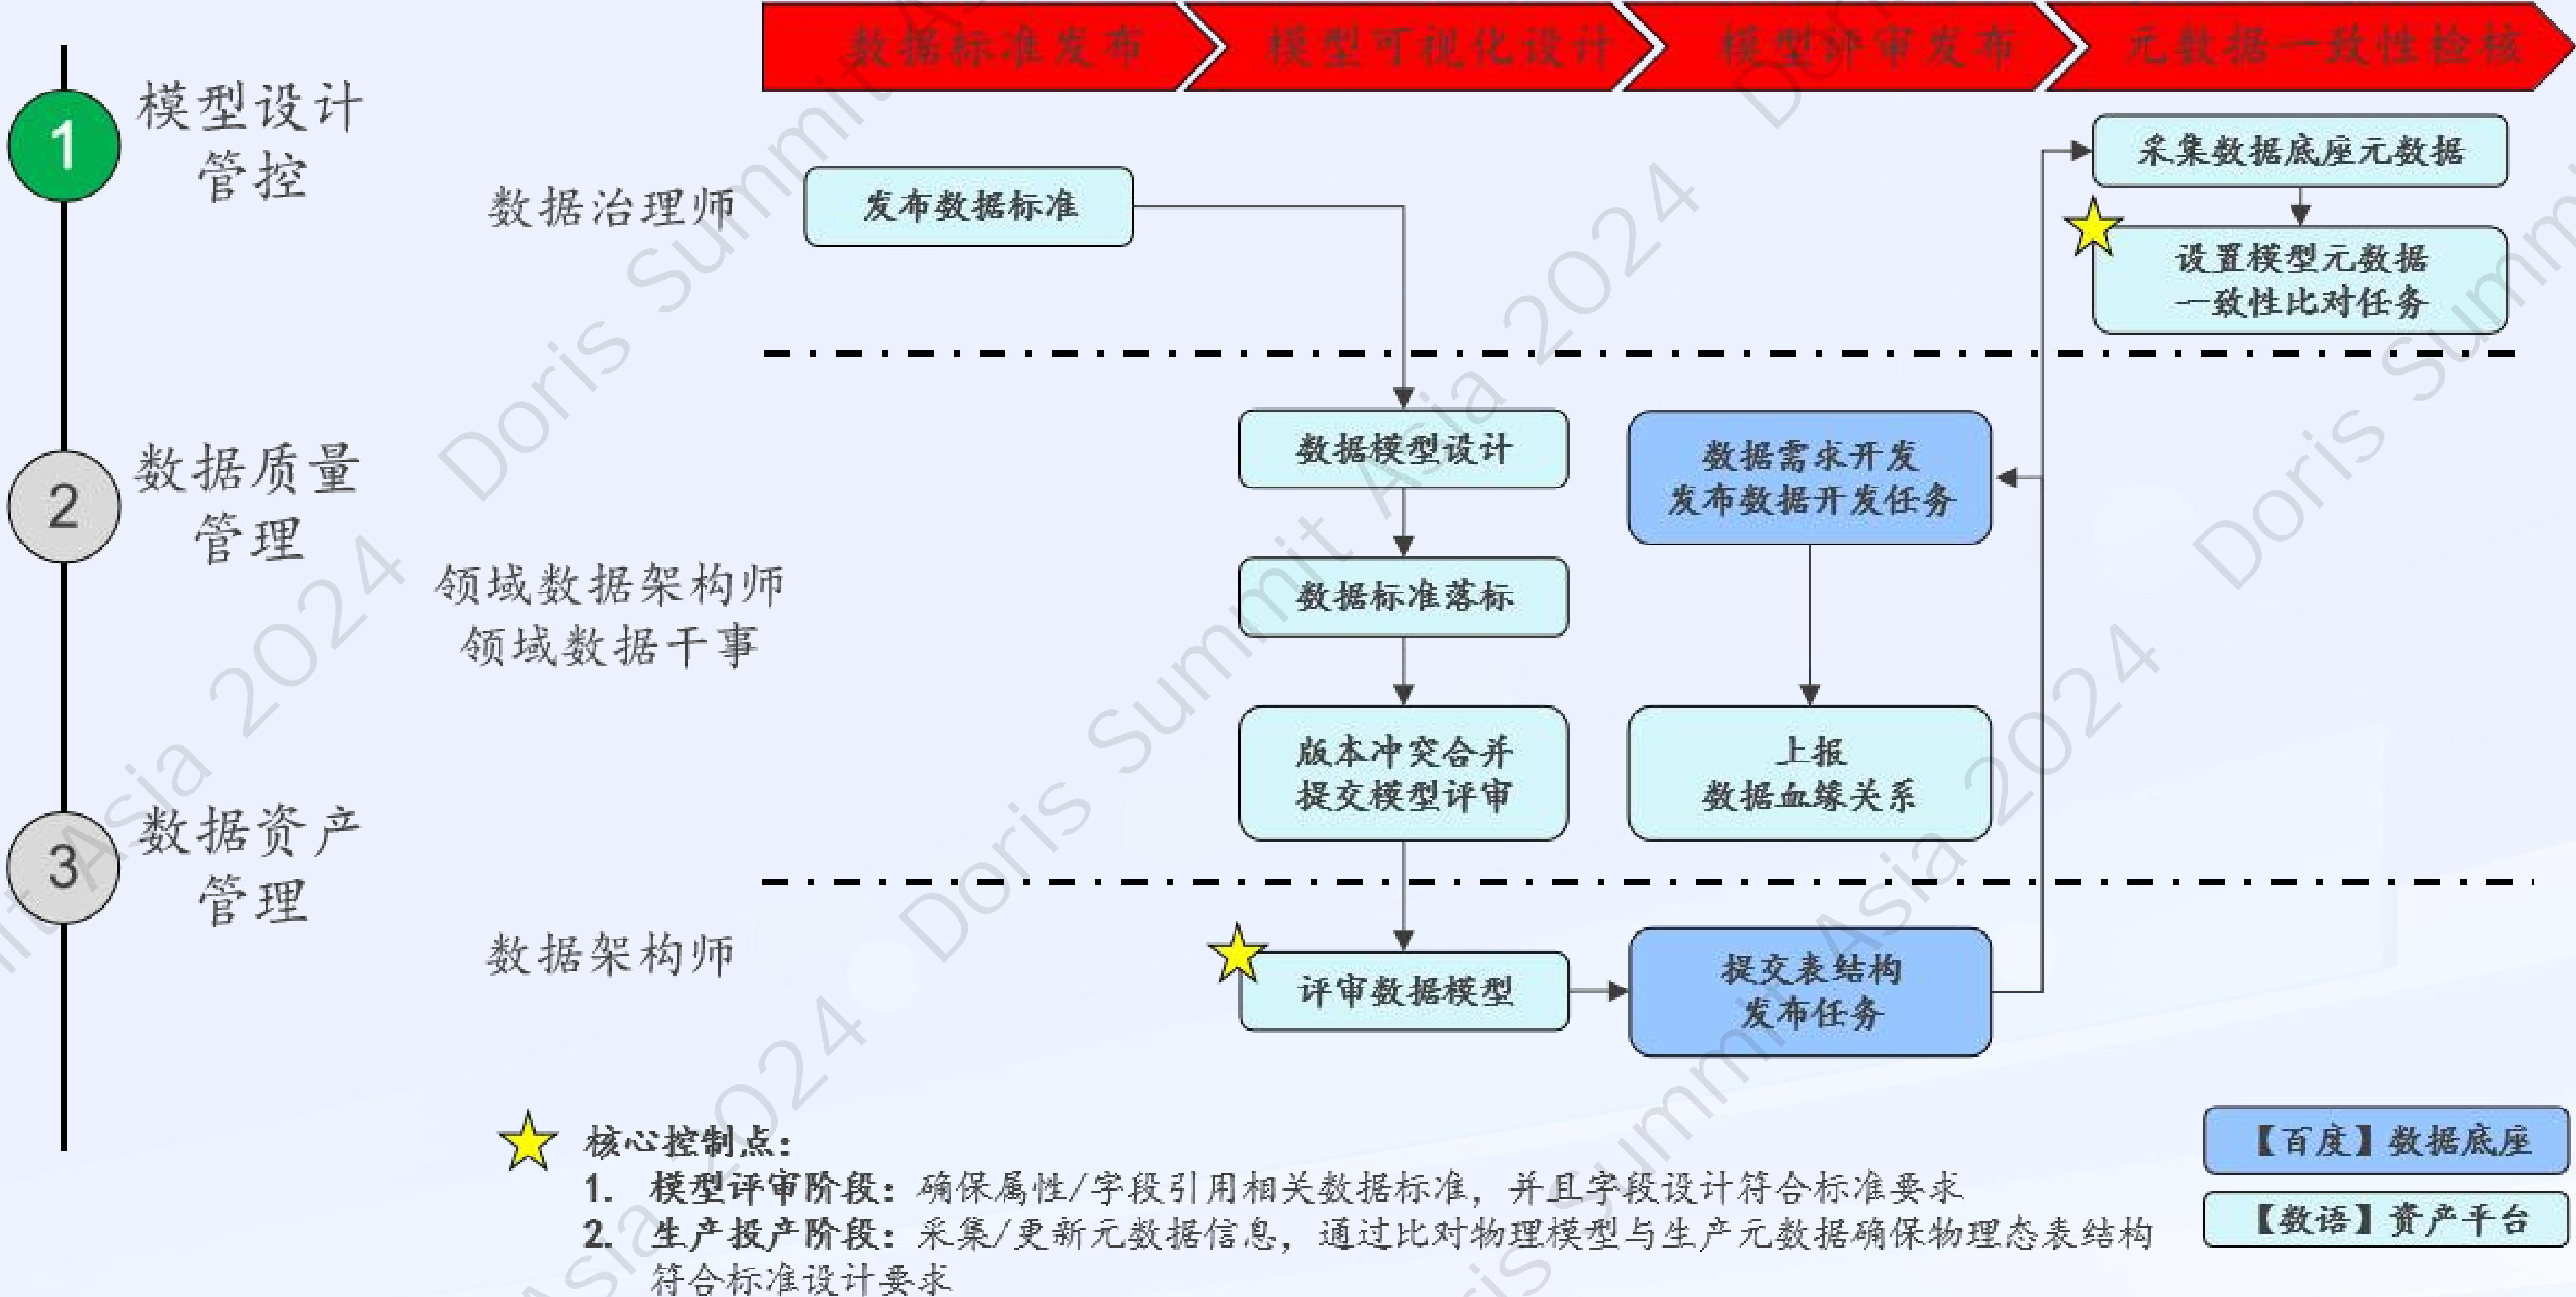 数据标准发布
模型可视化设计
模型评审发布
元数据一致性检核
1
模型设计
管控
2
数据质量
管理
3
数据资产
管理
数据治理师
发布数据标准
采集数据底座元数据
设置模型元数据
一致性比对任务
领域数据架构师
领域数据干事
数据模型设计
数据标准落标
版本冲突合并
提交模型评审
数据需求开发
发布数据开发任务
上报
数据血缘关系
数据架构师
评审数据模型
提交表结构
发布任务
核心控制点：
1. 模型评审阶段：确保属性/字段引用相关数据标准，并且字段设计符合标准要求
2. 生产投产阶段：采集/更新元数据信息，通过比对物理模型与生产元数据确保物理态表结构
符合标准设计要求
【百度】数据底座
【数语】资产平台
Doris Summit Asia 2024
Doris Summit Asia 2024
Doris Summit Asia 2024